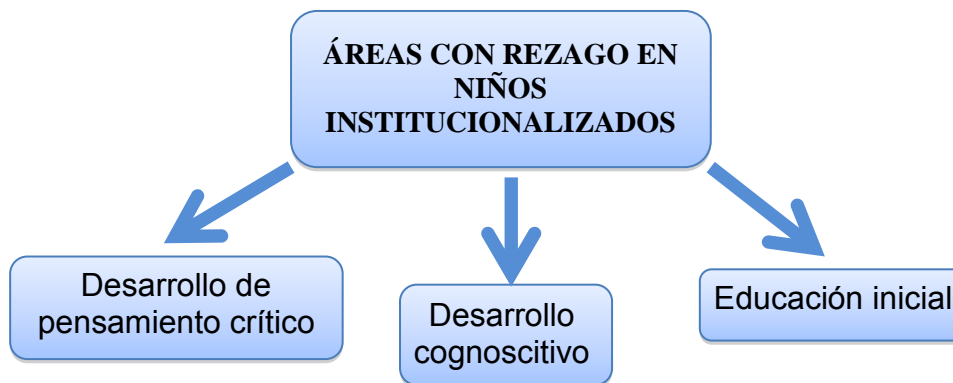 ÁREAS CON REZAGO EN
NIÑOS
INSTITUCIONALIZADOS
Desarrollo de
pensamiento crítico
Desarrollo
cognoscitivo
Educación inicial